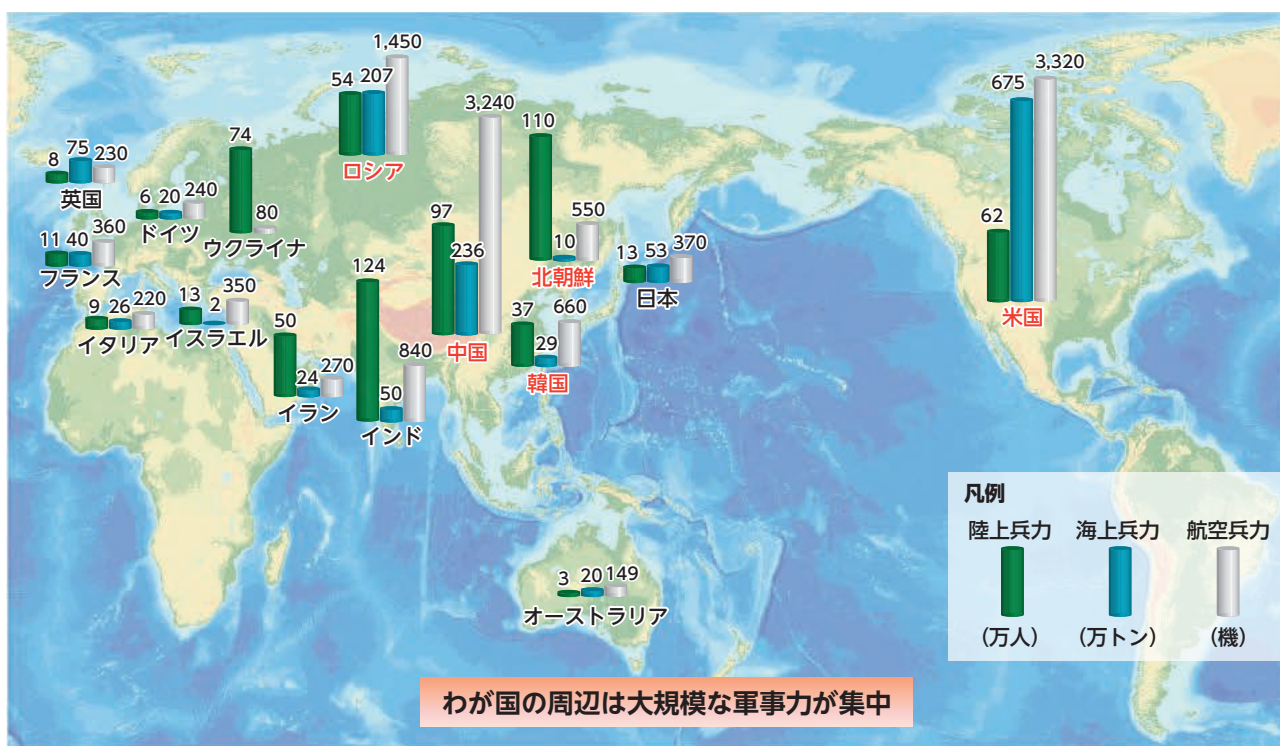 1,450
54 207
ロシア
3,240
110
3,320
675
74
8 75 230
英国
6 20 240
ドイツ
80
ウクライナ
97
236
中国
550
10
北朝鮮
13 53 370
日本
62
米国
11 40 360
フランス
124
50
840
インド
9 26 220
イタリア
13 2 350
イスラエル
50
24 270
イラン
37
29
660
韓国
3 20 149
オーストラリア
凡例
陸上兵力 海上兵力 航空兵力
(万人) (万トン) (機)
わが国の周辺は大規模な軍事力が集中